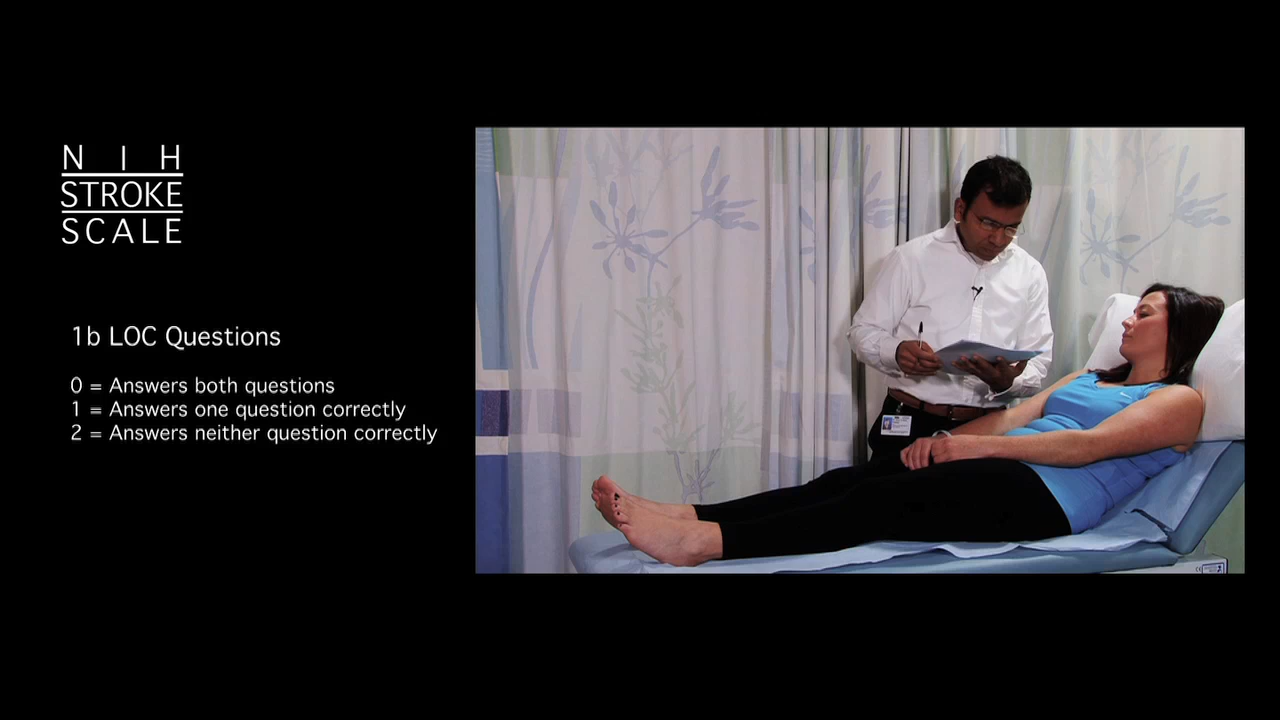 N I H
STROKE
SCALE
1b LOC Questions
0 = Answers both questions
1 = Answers one question correctly
2 = Answers neither question correctly